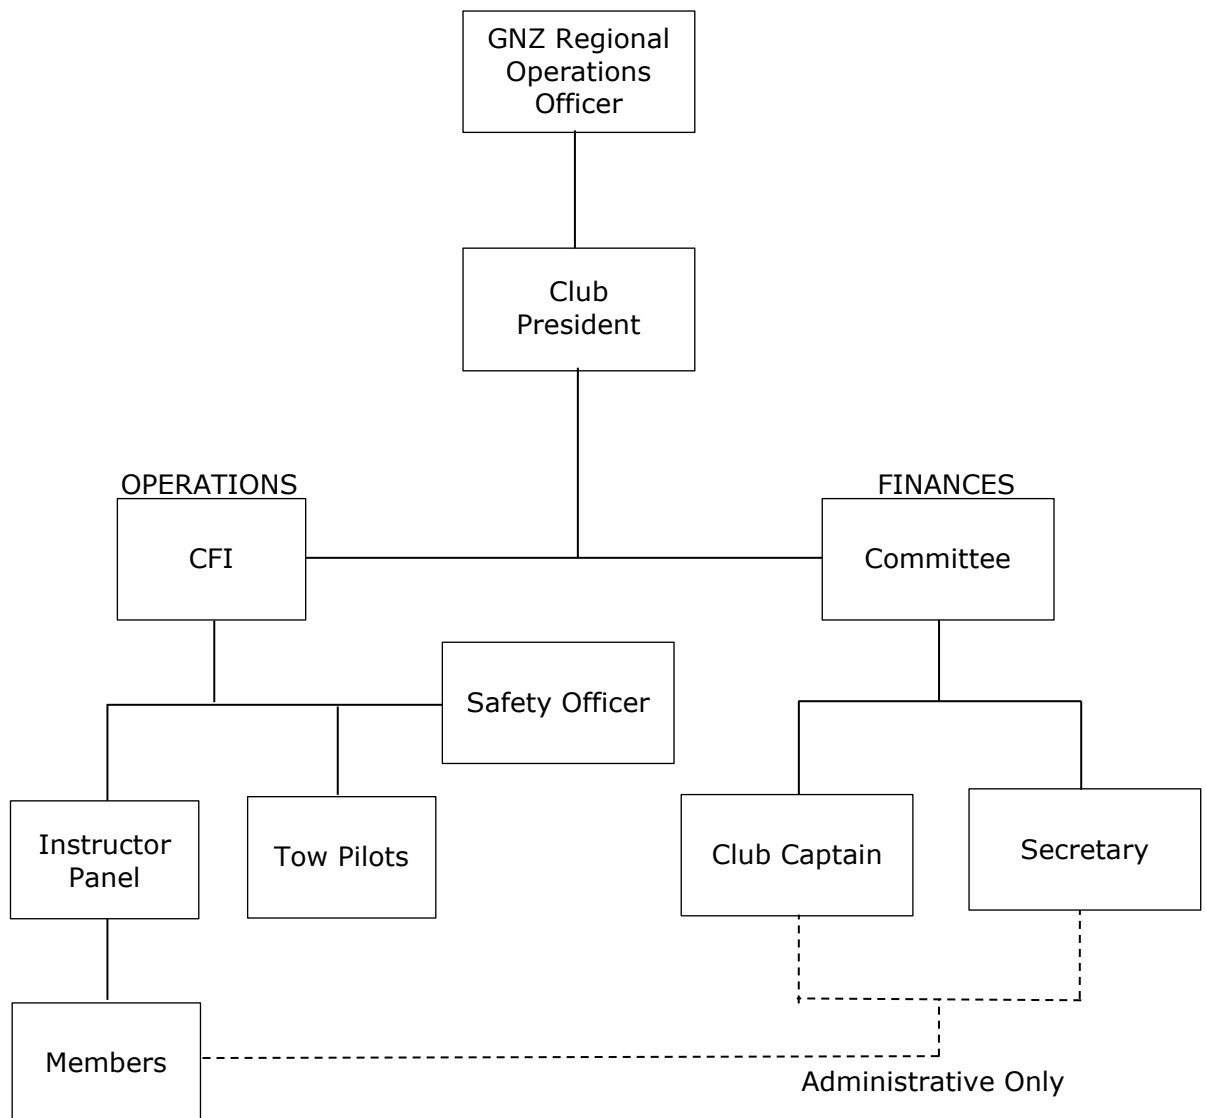 GNZ Regional
Operations
Officer
Club
President
OPERATIONS
FINANCES
CFI
Committee
Safety Officer
Instructor
Panel
Tow Pilots
Club Captain
Secretary
Members
Administrative Only